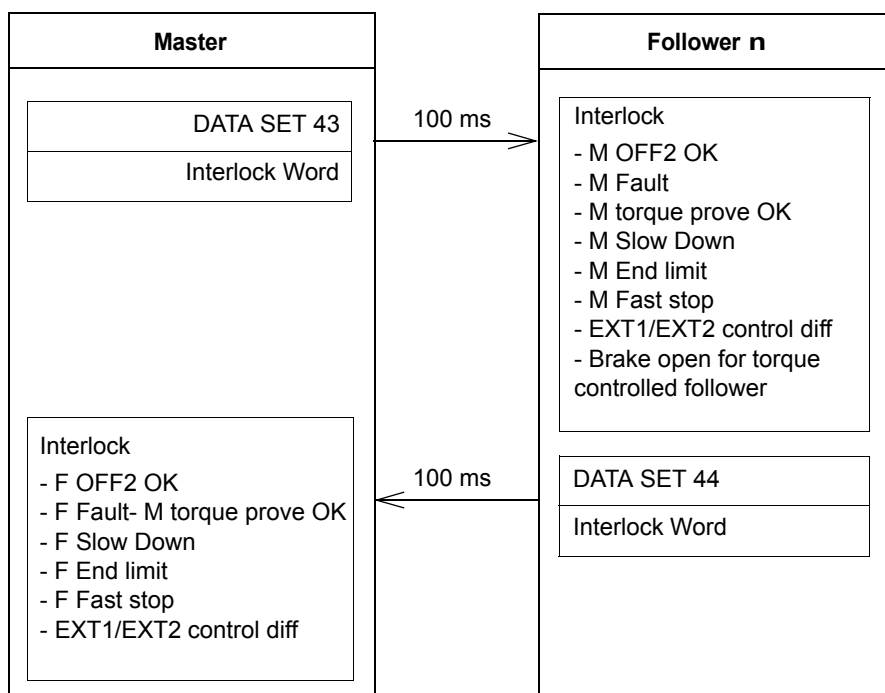 Master
DATA SET 43
Interlock Word
Interlock
- F OFF2 OK
- F Fault- M torque prove OK
- F Slow Down
- F End limit
- F Fast stop
- EXT1/EXT2 control diff
100 ms
100 ms
Follower n
Interlock
- M OFF2 OK
- M Fault
- M torque prove OK
- M Slow Down
- M End limit
- M Fast stop
- EXT1/EXT2 control diff
- Brake open for torque
controlled follower
DATA SET 44
Interlock Word